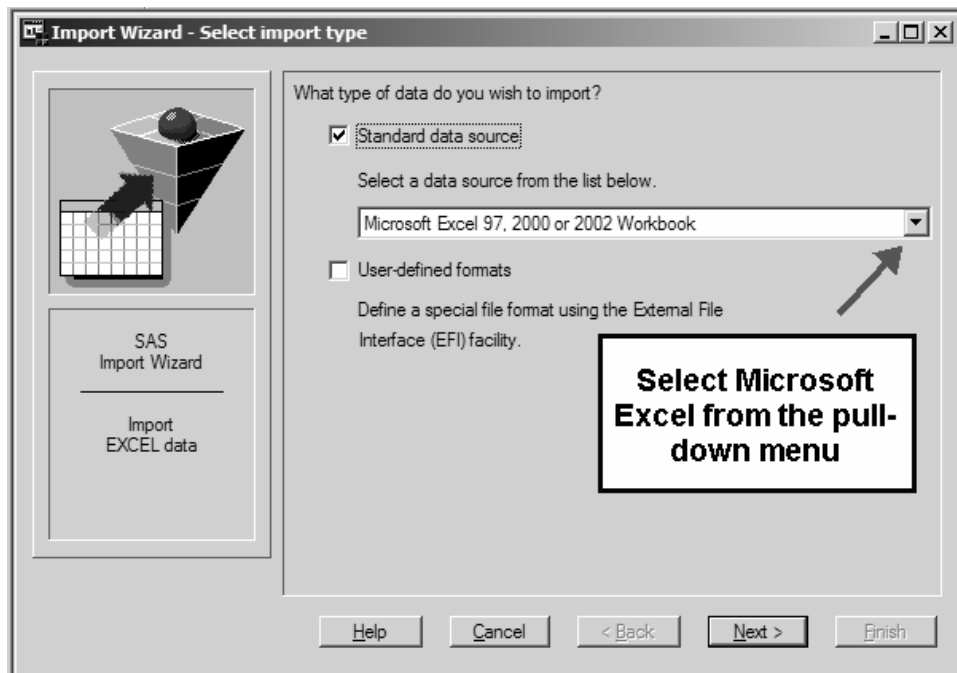 Import Wizard - Select import type
What type of data do you wish to import?
Standard data source
Select a data source from the list below.
Microsoft Excel 97, 2000 or 2002 Workbook
User-defined formats
Define a special file format using the External File
Interface (EFI) facility.
SAS
Import Wizard
Import
EXCEL data
Select Microsoft
Excel from the pull-
down menu
Help
Cancel
< Back
Next >
Finish